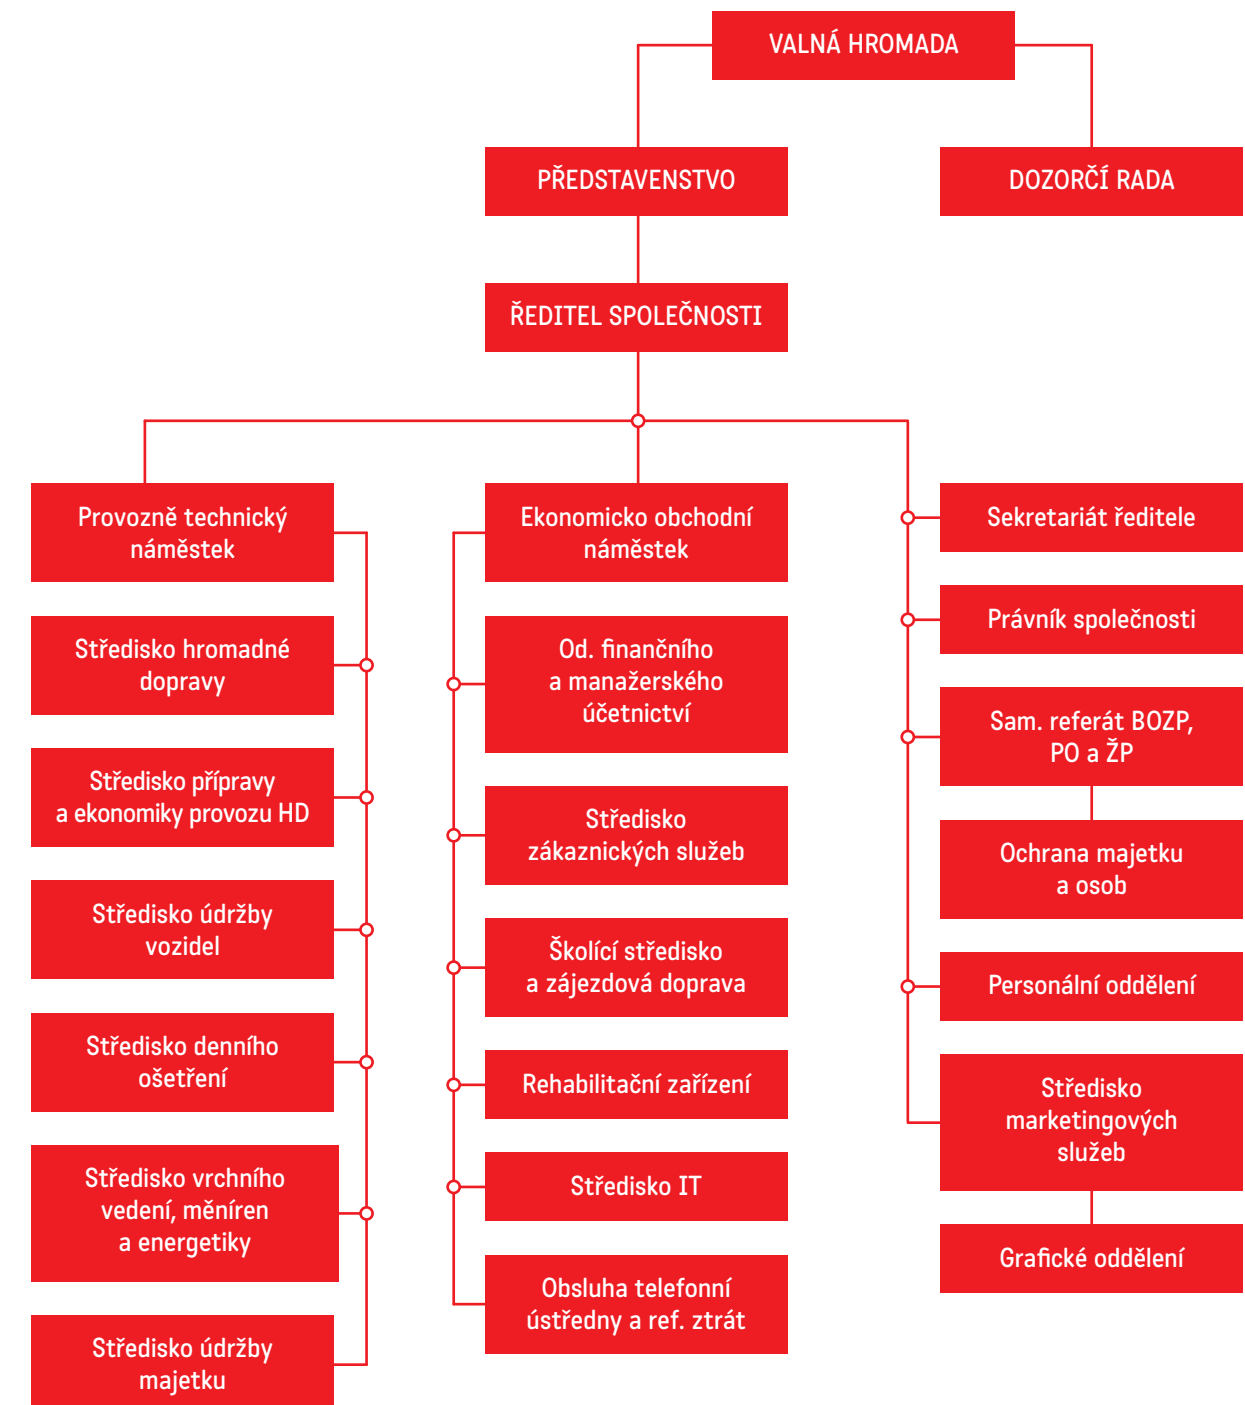 VALNÁ HROMADA
PŘEDSTAVENSTVO
DOZORČÍ RADA
ŘEDITEL SPOLEČNOSTI
Provozně technický
náměstek
Středisko hromadné
dopravy
Středisko přípravy
a ekonomiky provozu HD
Středisko údržby
vozidel
Středisko denního
ošetření
Středisko vrchního
vedení, měníren
a energetiky
Středisko údržby
majetku
Ekonomicko obchodní
náměstek
Od. finančního
a manažerského
účetnictví
Středisko
zákaznických služeb
Školící středisko
a zájezdová doprava
Rehabilitační zařízení
Středisko IT
Obsluha telefonní
ústředny a ref. ztrát
Sekretariát ředitele
Právník společnosti
Sam. referát BOZP,
PO a ŽP
Ochrana majetku
a osob
Personální oddělení
Středisko
marketingových
služeb
Grafické oddělení